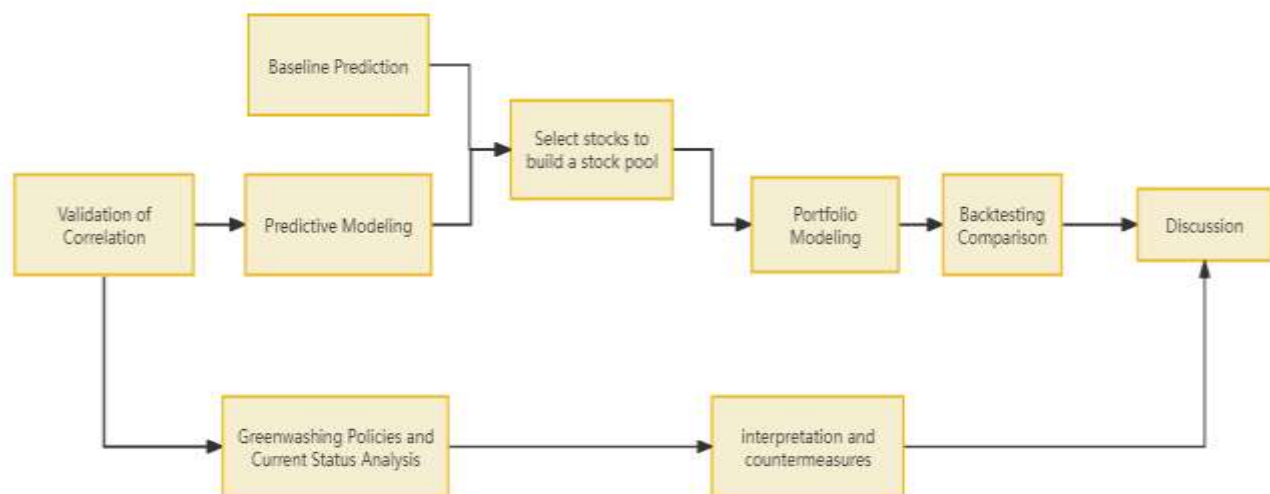 Baseline Prediction
Select stocks to
build a stock pool
Validation of
Correlation
Predictive Modeling
Portfolio
Modeling
Backtesting
Comparison
Discussion
Greenwashing Policies and
Current Status Analysis
interpretation and
countermeasures